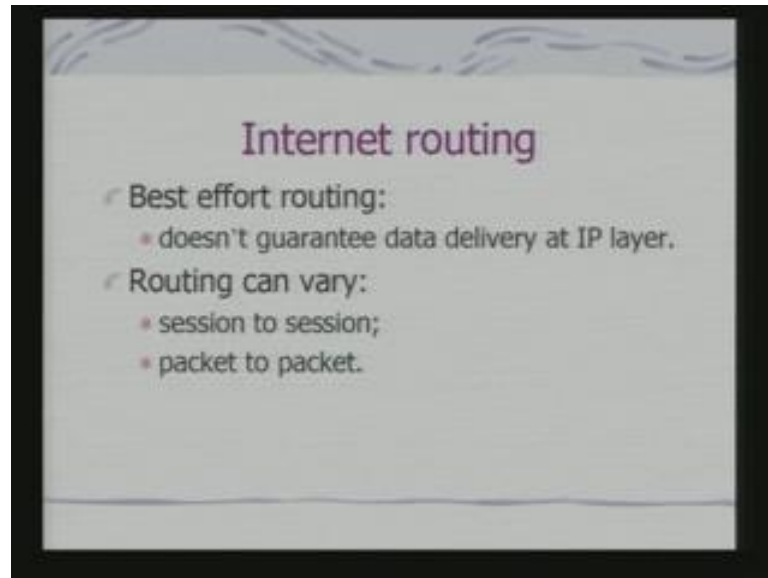 Internet routing
Best effort routing:
doesn't guarantee data delivery at IP layer.
Routing can vary:
session to session;
packet to packet.